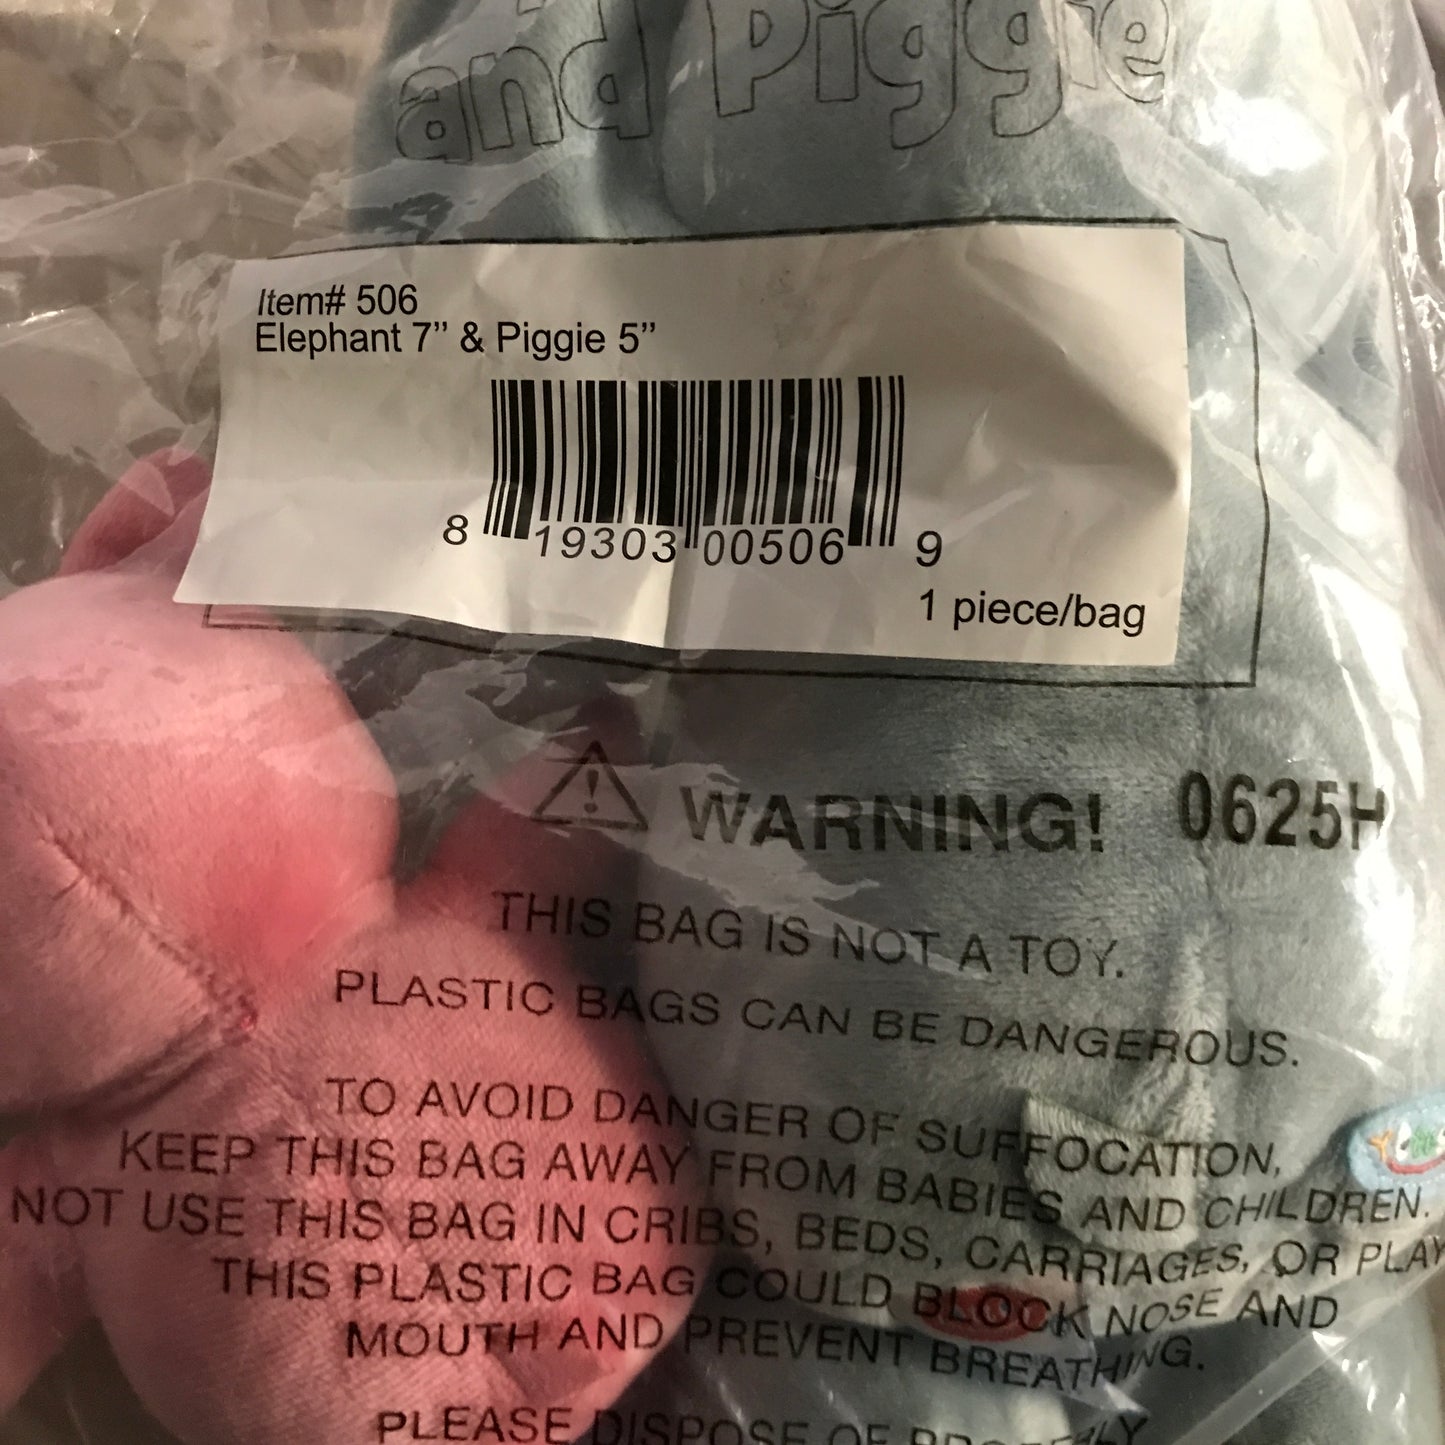 and Piggie
Item# 506
Elephant 7" & Piggie 5"
8 19303 00506 9
1 piece/bag
WARNING! 0625H
THIS BAG IS NOT A TOY.
PLASTIC BAGS CAN BE DANGEROUS.
TO AVOID DANGER OF SUFFOCATION,
KEEP THIS BAG AWAY FROM BABIES AND CHILDREN.
NOT USE THIS BAG IN CRIBS, BEDS, CARRIAGES, OR PLAY
THIS PLASTIC BAG COULD BLOCK NOSE AND
MOUTH AND PREVENT BREATHING.
PLEASE DISPOSE OF PROPERLY